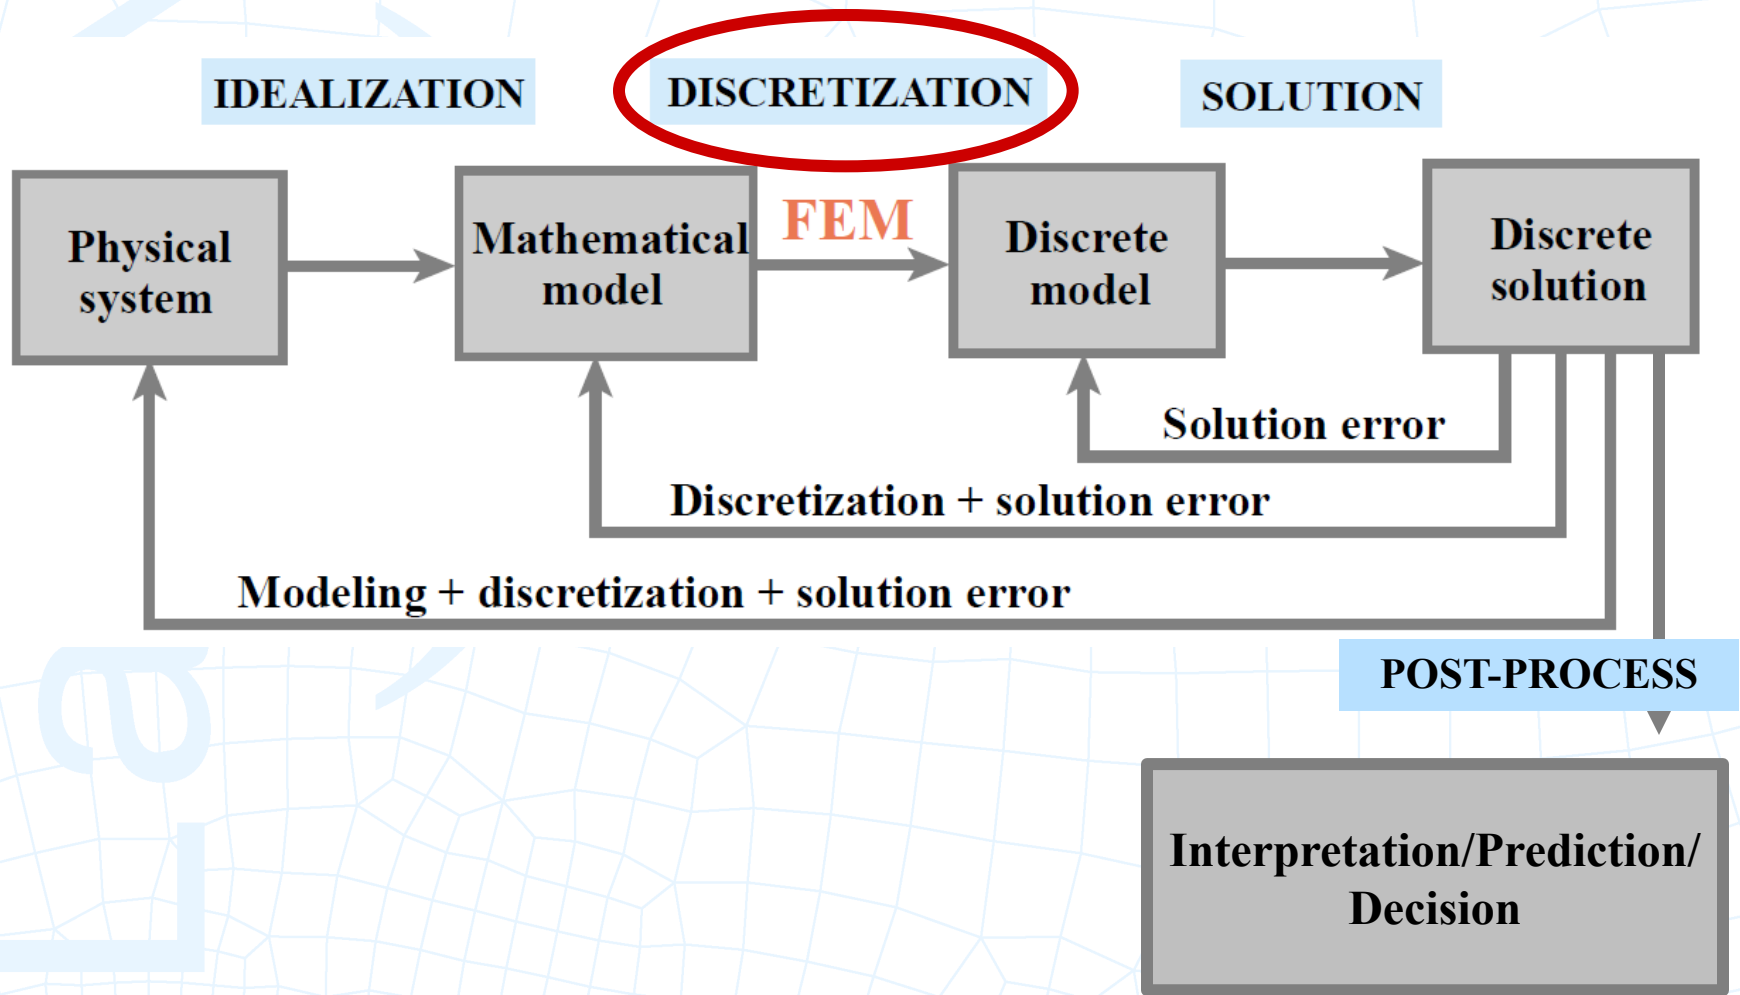 IDEALIZATION
DISCRETIZATION
SOLUTION
Physical
system
Mathematical
model
FEM
Discrete
model
Discrete
solution
Solution error
Discretization + solution error
Modeling + discretization + solution error
POST-PROCESS
Interpretation/Prediction/
Decision
La